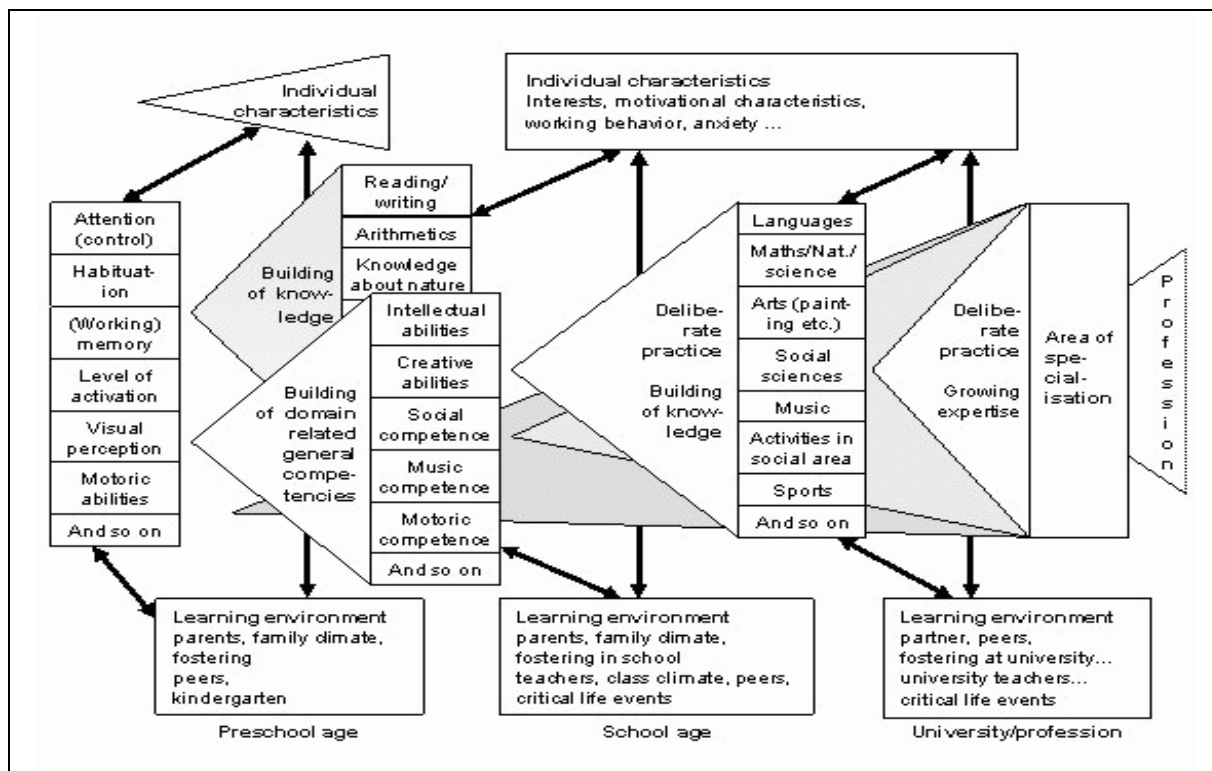 Individual
characteristics
Individual characteristics
Interests, motivational characteristics,
working behavior, anxiety ...
Attention
(control)
Habituat-
ion
(Working)
memory
Level of
activation
Visual
perception
Motoric
abilities
And so on
Building
of know-
ledge
Reading/
writing
Arithmetics
Knowledge
about nature
Building
of domain
related
general
compe-
tencies
Intellectual
abilities
Creative
abilities
Social
competence
Music
competence
Motoric
competence
And so on
Delibe-
rate
practice
Building
of know-
ledge
Languages
Maths/Nat./
science
Arts (paint-
ing etc.)
Social
sciences
Music
Activities in
social area
Sports
And so on
Delibe-
rate
practice
Growing
expertise
Area of
spe-
cial-
isation
Profession
Learning environment
parents, family climate,
fostering
peers,
kindergarten
Preschool age
Learning environment
parents, family climate,
fostering in school
teachers, class climate, peers,
critical life events
School age
Learning environment
partner, peers,
fostering at university...
university teachers...
critical life events
University/profession